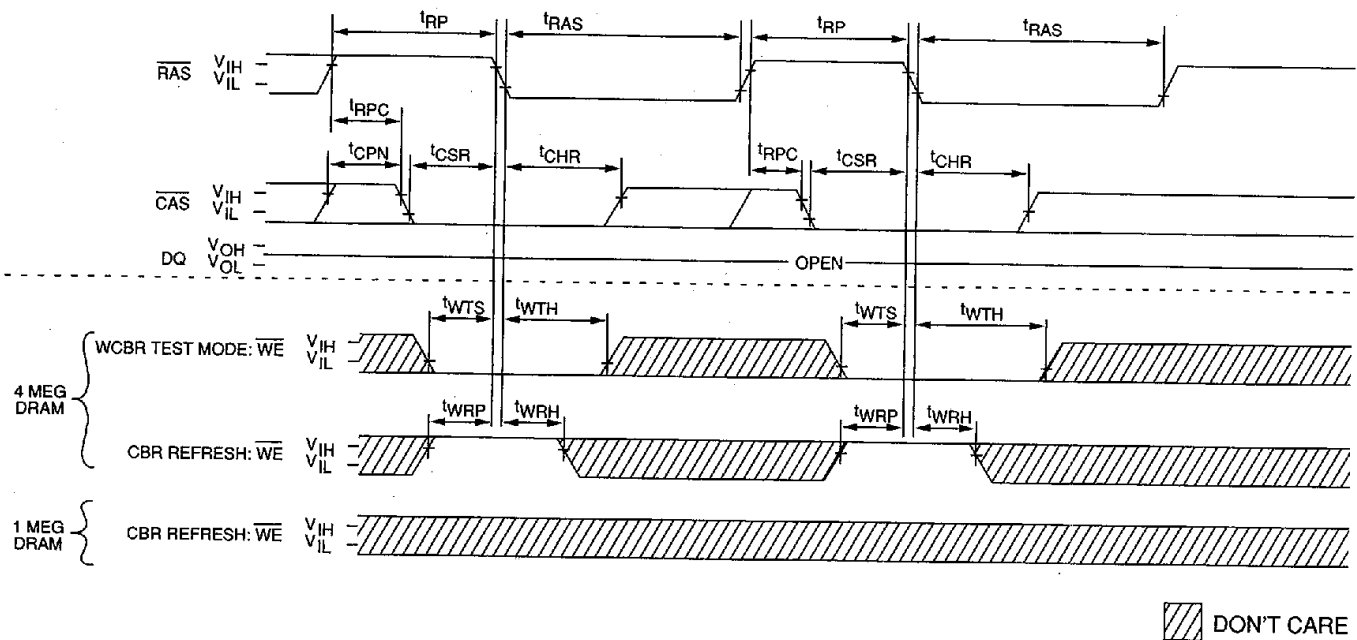 tRP tRAS tRP tRAS
RAS VIH
VIL
tRPC
tCPN tCSR tCHR tRPC tCSR tCHR
CAS VIH
VIL
DQ VOH
VOL
OPEN
tWTS tWTH tWTS tWTH
WCBR TEST MODE: WE VIH
VIL
4 MEG
DRAM
tWRP tWRH tWRP tWRH
CBR REFRESH: WE VIH
VIL
1 MEG
DRAM
CBR REFRESH: WE VIH
VIL
DON'T CARE